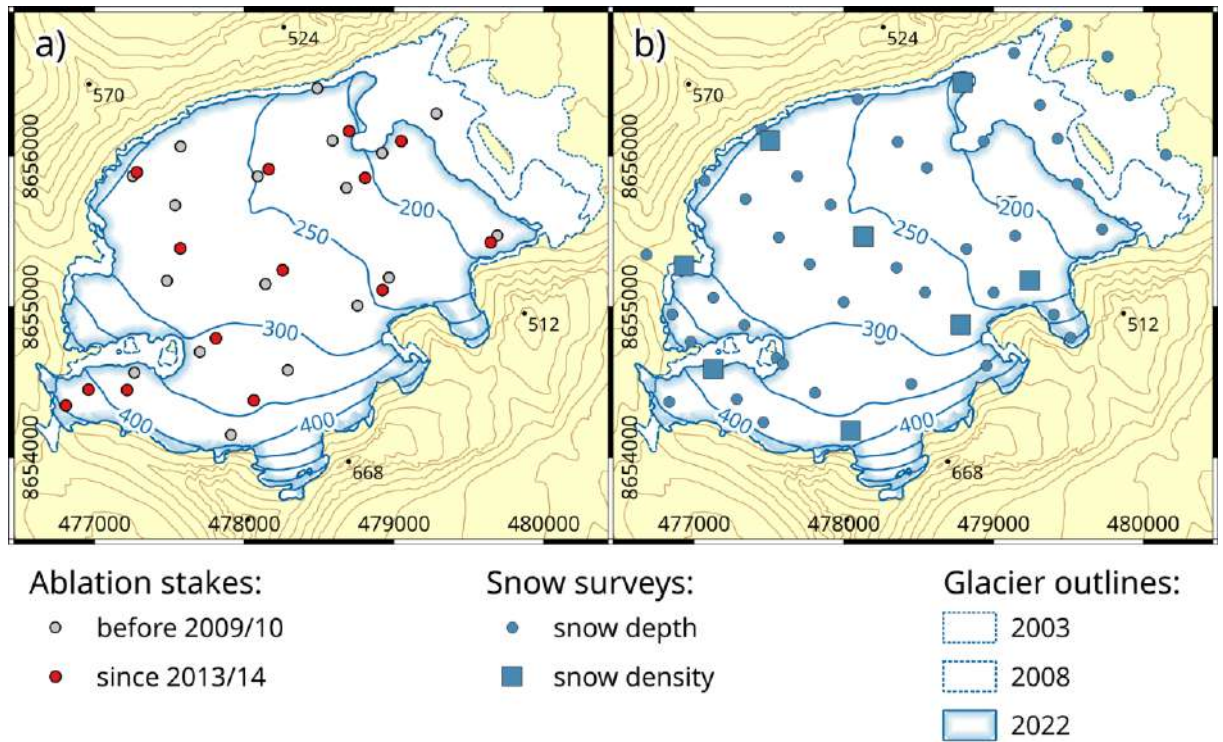 a)
524
570
8656000
200
250
8655000
300
512
400
400
8654000
668
477000 478000 479000 480000
b)
524
570
8656000
200
250
8655000
300
512
400
400
8654000
668
477000 478000 479000 480000
Ablation stakes:
before 2009/10
since 2013/14
Snow surveys:
snow depth
snow density
Glacier outlines:
2003
2008
2022